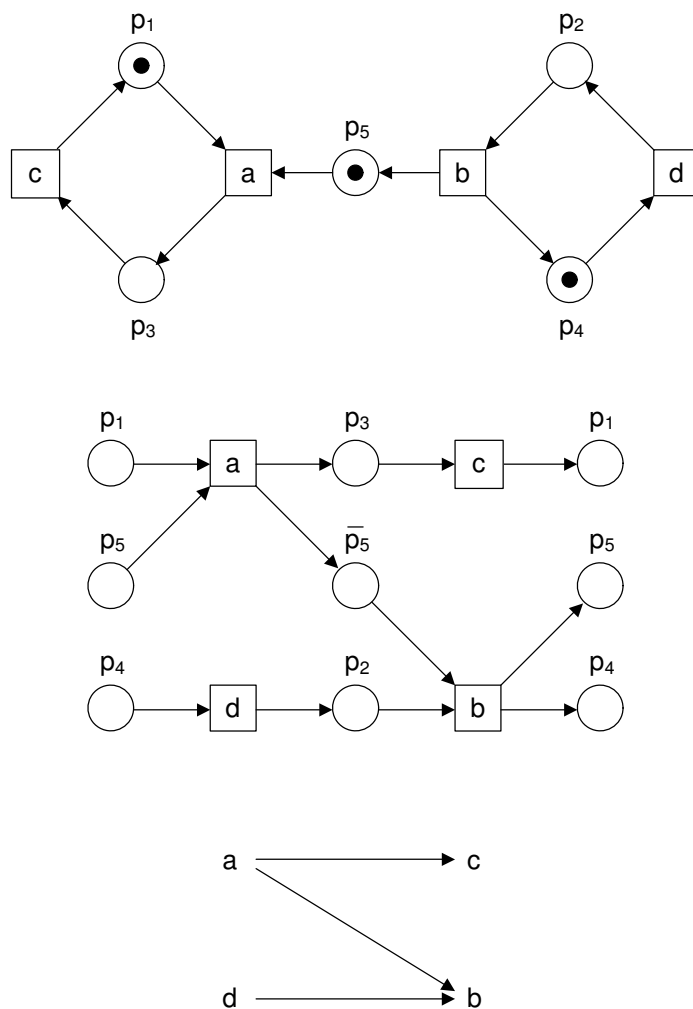 p₁ p₂
p₅
c a b d
p₃ p₄
p₁ p₃ p₁
a c
p₅ p̅₅ p₅
p₄ p₂ p₄
d b
a c
d b